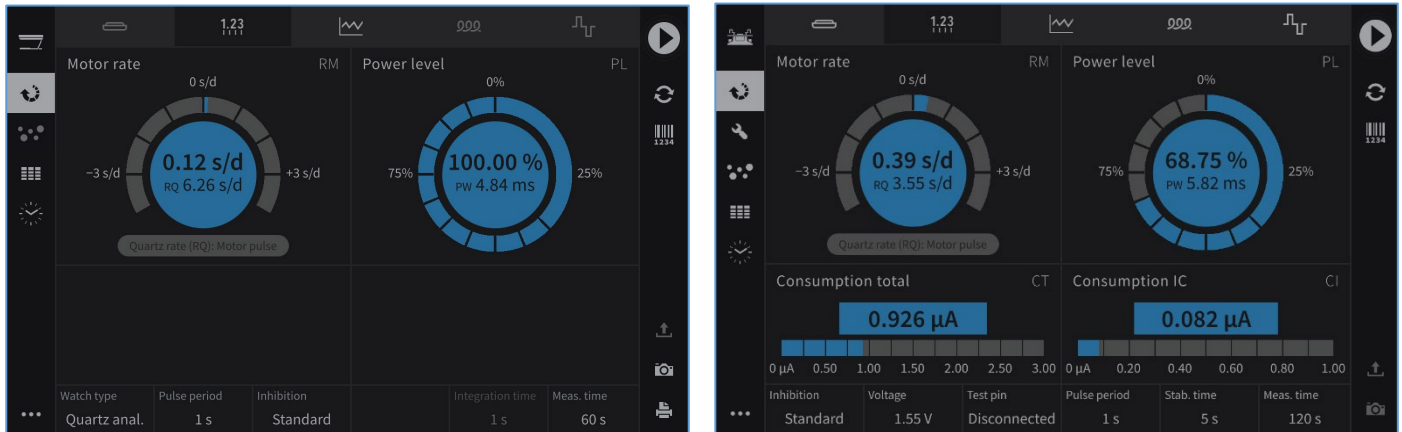 1.23
Motor rate RM
0 s/d
−3 s/d
0.12 s/d
RQ 6.26 s/d
+3 s/d
Quartz rate (RQ): Motor pulse
Power level PL
0%
75%
100.00 %
PW 4.84 ms
25%
1234
Watch type
Quartz anal.
Pulse period
1 s
Inhibition
Standard
Integration time
1 s
Meas. time
60 s
1.23
Motor rate RM
0 s/d
−3 s/d
0.39 s/d
RQ 3.55 s/d
+3 s/d
Quartz rate (RQ): Motor pulse
Power level PL
0%
75%
68.75 %
PW 5.82 ms
25%
1234
Consumption total CT
0.926 µA
0 µA 0.50 1.00 1.50 2.00 2.50 3.00
Consumption IC CI
0.082 µA
0 µA 0.20 0.40 0.60 0.80 1.00
Inhibition
Standard
Voltage
1.55 V
Test pin
Disconnected
Pulse period
1 s
Stab. time
5 s
Meas. time
120 s